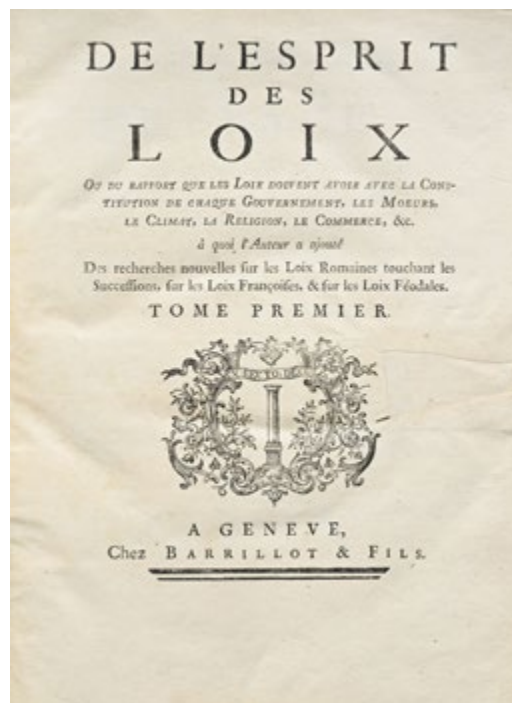 DE L'ESPRIT
DES
LOIX
OU DU RAPPORT QUE LES LOIX DOIVENT AVOIR AVEC LA CONS-
TITUTION DE CHAQUE GOUVERNEMENT, LES MOEURS,
LE CLIMAT, LA RELIGION, LE COMMERCE, &c.
à quoi l'Auteur a ajouté
Des recherches nouvelles sur les Loix Romaines touchant les
Successions, sur les Loix Françoises, & sur les Loix Féodales.
TOME PREMIER.
A GENEVE,
Chez BARRILLOT & FILS.